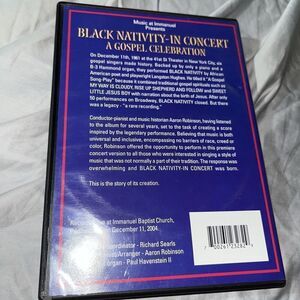 Music at Immanuel
Presents
BLACK NATIVITY-IN CONCERT
A GOSPEL CELEBRATION
On December 11th, 1961 at the 41st St Theater in New York City, six
gospel singers made history. Backed up by only a piano and a
B-3 Hammond organ, they performed BLACK NATIVITY by African
American poet and playwright Langston Hughes. He titled it "A Gospel
Song-Play" because it combined traditional gospel spirituals such as
MY WAY IS CLOUDY, RISE UP SHEPHERD AND FOLLOW and SWEET
LITTLE JESUS BOY with narration about the birth of Jesus. After only
50 performances on Broadway, BLACK NATIVITY closed. But there
was a legacy - "a rare recording."
Conductor-pianist and music historian Aaron Robinson, having listened
to the album for several years, set to the task of creating a score
inspired by the legendary performance. Believing that music is both
universal and inclusive, encompassing no barriers of race, creed or
color, Robinson offered the opportunity to perform in this premiere
concert version to all those who were interested in singing a style of
music that was not normally a part of their tradition. The response was
overwhelming and BLACK NATIVITY-IN CONCERT was born.
This is the story of its creation.
at Immanuel Baptist Church,
December 11, 2004
- Richard Searls
/Arranger - Aaron Robinson
organ - Paul Havenstein II
7 00261 23282